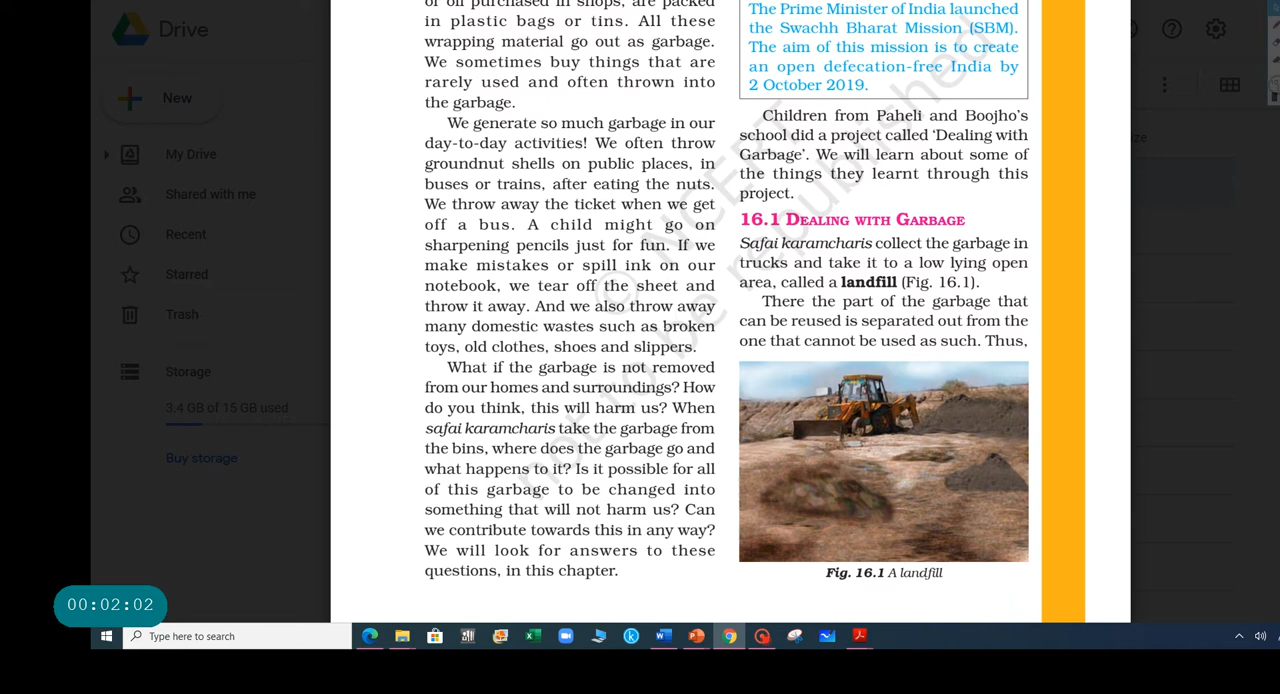 Drive
New
My Drive
Shared with me
Recent
Starred
Trash
Storage
3.4 GB of 15 GB used
Buy storage
or oil purchased in shops, are packed
in plastic bags or tins. All these
wrapping material go out as garbage.
We sometimes buy things that are
rarely used and often thrown into
the garbage.
We generate so much garbage in our
day-to-day activities! We often throw
groundnut shells on public places, in
buses or trains, after eating the nuts.
We throw away the ticket when we get
off a bus. A child might go on
sharpening pencils just for fun. If we
make mistakes or spill ink on our
notebook, we tear off the sheet and
throw it away. And we also throw away
many domestic wastes such as broken
toys, old clothes, shoes and slippers.
What if the garbage is not removed
from our homes and surroundings? How
do you think, this will harm us? When
safai karamcharis take the garbage from
the bins, where does the garbage go and
what happens to it? Is it possible for all
of this garbage to be changed into
something that will not harm us? Can
we contribute towards this in any way?
We will look for answers to these
questions, in this chapter.
The Prime Minister of India launched
the Swachh Bharat Mission (SBM).
The aim of this mission is to create
an open defecation-free India by
2 October 2019.
Children from Paheli and Boojho's
school did a project called 'Dealing with
Garbage'. We will learn about some of
the things they learnt through this
project.
16.1 DEALING WITH GARBAGE
Safai karamcharis collect the garbage in
trucks and take it to a low lying open
area, called a landfill (Fig. 16.1).
There the part of the garbage that
can be reused is separated out from the
one that cannot be used as such. Thus,
Fig. 16.1 A landfill
© NCERT
not to be republished
00:02:02
Type here to search